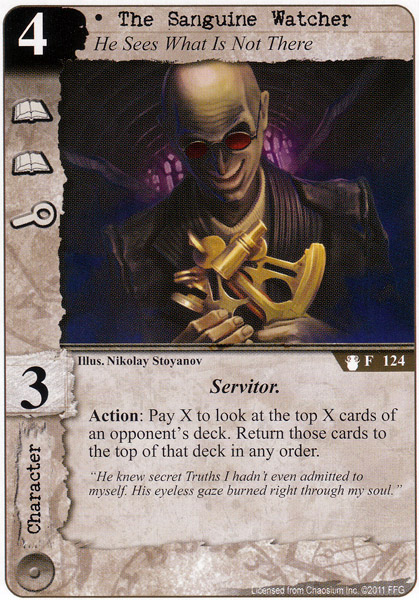 4
• The Sanguine Watcher
He Sees What Is Not There
Illus. Nikolay Stoyanov
F 124
3
Servitor.
Action: Pay X to look at the top X cards of
an opponent's deck. Return those cards to
the top of that deck in any order.
"He knew secret Truths I hadn't even admitted to
myself. His eyeless gaze burned right through my soul."
Character
Licensed from Chaosium Inc. ©2011 FFG